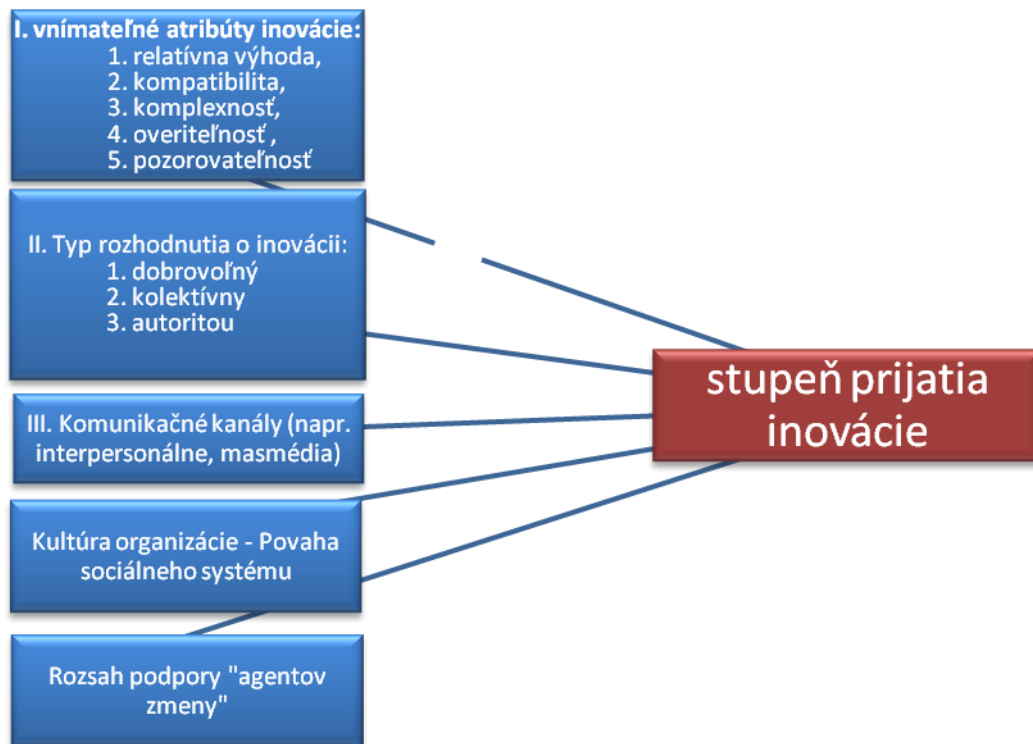 I. vnímateľné atribúty inovácie:
1. relatívna výhoda,
2. kompatibilita,
3. komplexnosť,
4. overiteľnosť ,
5. pozorovateľnosť
II. Typ rozhodnutia o inovácii:
1. dobrovoľný
2. kolektívny
3. autoritou
III. Komunikačné kanály (napr.
interpersonálne, masmédia)
Kultúra organizácie - Povaha
sociálneho systému
Rozsah podpory "agentov
zmeny"
stupeň prijatia
inovácie